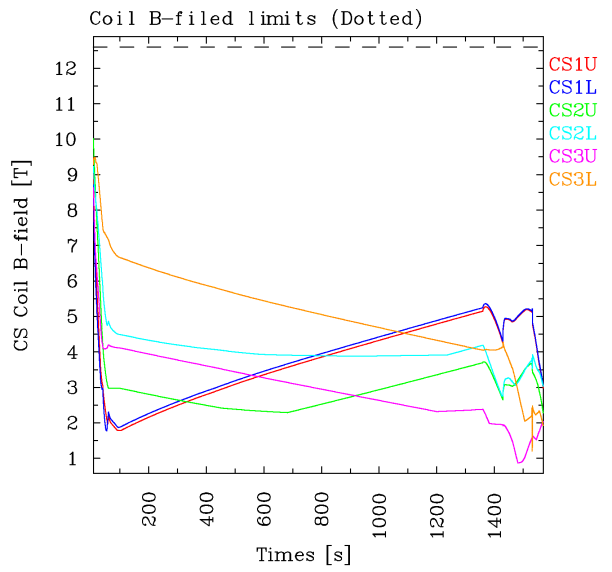 Coil B-filed limits (Dotted)
CS Coil B-field [T]
12
11
10
9
8
7
6
5
4
3
2
1
CS1U
CS1L
CS2U
CS2L
CS3U
CS3L
200
400
600
800
1000
1200
1400
Times [s]